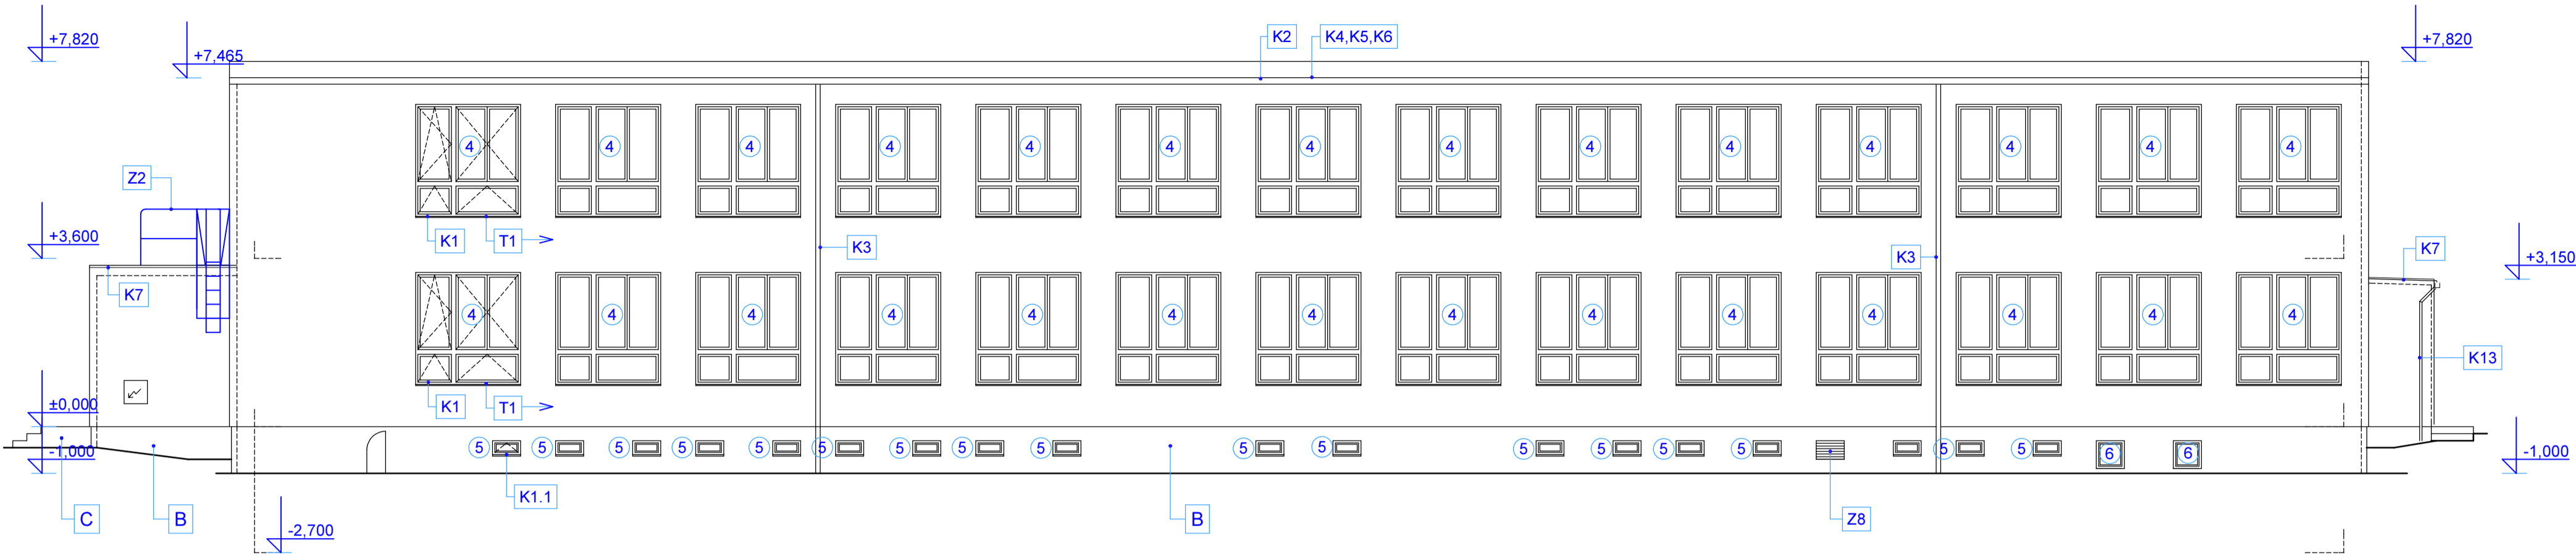 +7,820
+7,465
K2
K4,K5,K6
+7,820
4 4 4 4 4 4 4 4 4 4 4 4 4 4
Z2
+3,600
K1
T1
K3
K3
K7
+3,150
K7
4 4 4 4 4 4 4 4 4 4 4 4 4 4
K13
±0,000
K1
T1
-1,000
5 5 5 5 5 5 5 5 5 5 5 5 5 5 5 5 5 6 6
-1,000
K1.1
C
B
B
Z8
-2,700